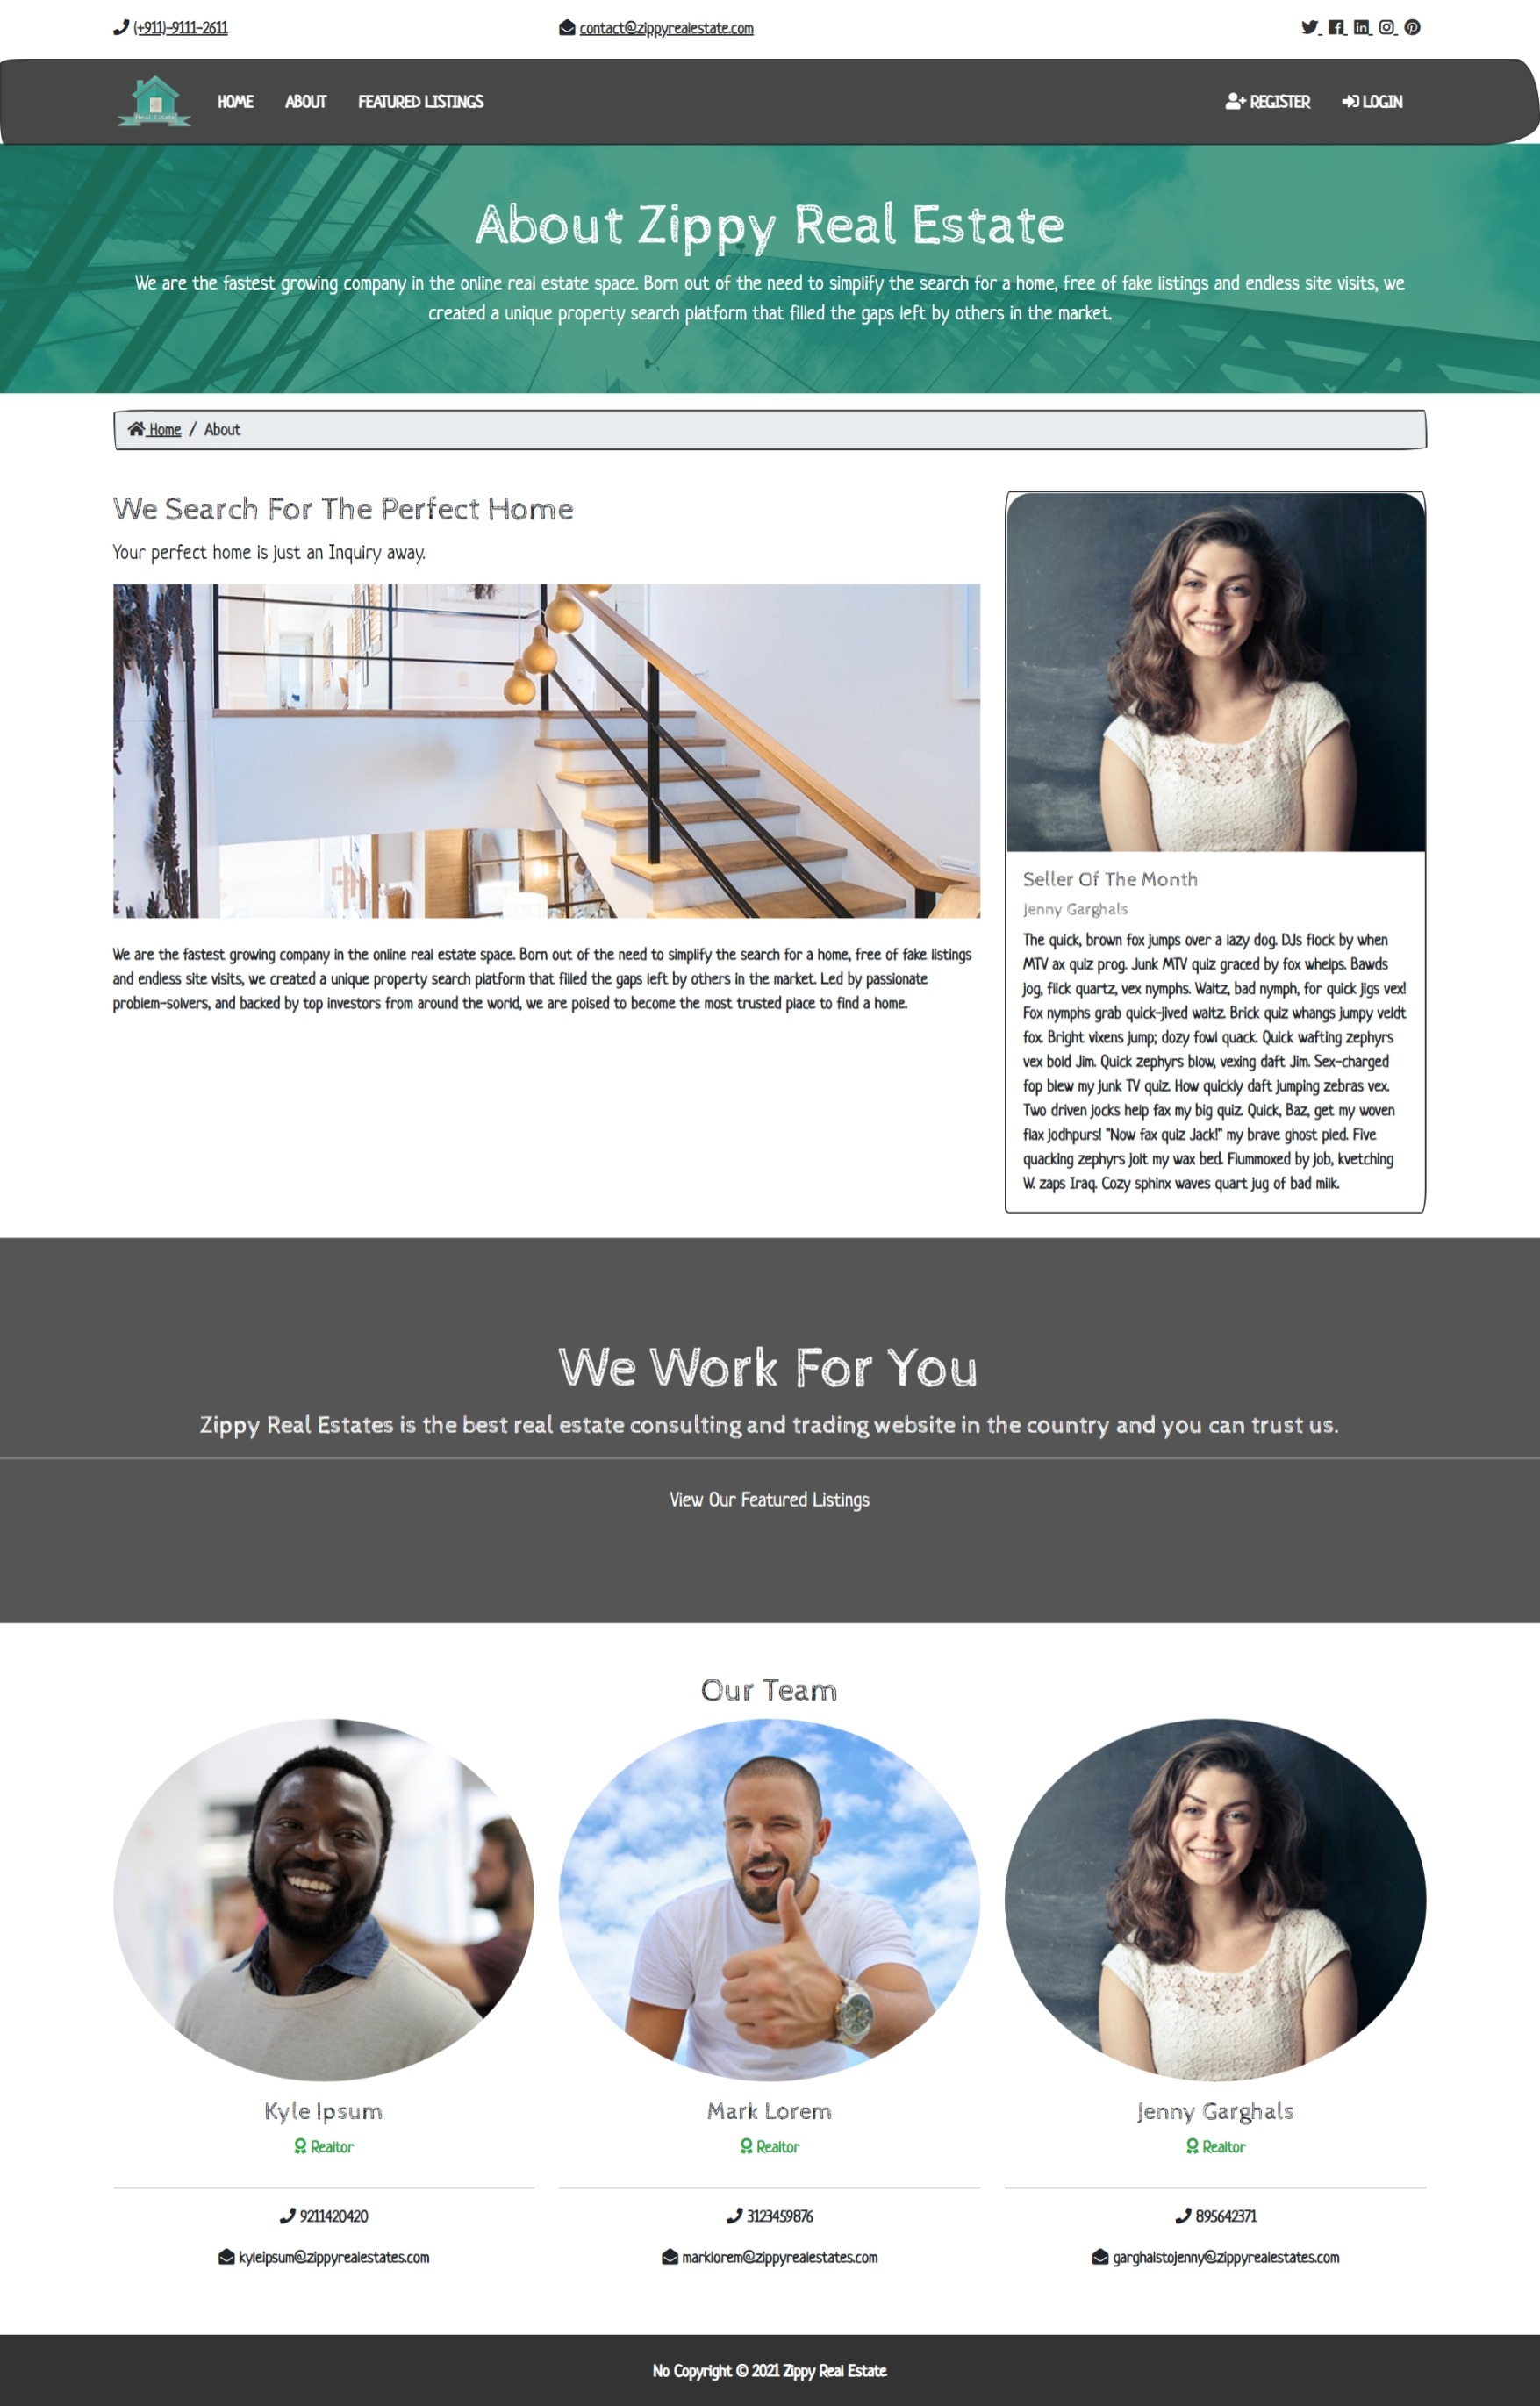 (+911)-9111-2611
contact@zippyrealestate.com
Real Estate
HOME
ABOUT
FEATURED LISTINGS
REGISTER
LOGIN
About Zippy Real Estate
We are the fastest growing company in the online real estate space. Born out of the need to simplify the search for a home, free of fake listings and endless site visits, we
created a unique property search platform that filled the gaps left by others in the market.
Home / About
We Search For The Perfect Home
Your perfect home is just an Inquiry away.
We are the fastest growing company in the online real estate space. Born out of the need to simplify the search for a home, free of fake listings
and endless site visits, we created a unique property search platform that filled the gaps left by others in the market. Led by passionate
problem-solvers, and backed by top investors from around the world, we are poised to become the most trusted place to find a home.
Seller Of The Month
Jenny Garghals
The quick, brown fox jumps over a lazy dog. DJs flock by when
MTV ax quiz prog. Junk MTV quiz graced by fox whelps. Bawds
jog, flick quartz, vex nymphs. Waltz, bad nymph, for quick jigs vex!
Fox nymphs grab quick-jived waltz. Brick quiz whangs jumpy veldt
fox. Bright vixens jump; dozy fowl quack. Quick wafting zephyrs
vex bold Jim. Quick zephyrs blow, vexing daft Jim. Sex-charged
fop blew my junk TV quiz. How quickly daft jumping zebras vex.
Two driven jocks help fax my big quiz. Quick, Baz, get my woven
flax jodhpurs! "Now fax quiz Jack!" my brave ghost pled. Five
quacking zephyrs jolt my wax bed. Flummoxed by job, kvetching
W. zaps Iraq. Cozy sphinx waves quart jug of bad milk.
We Work For You
Zippy Real Estates is the best real estate consulting and trading website in the country and you can trust us.
View Our Featured Listings
Our Team
Kyle Ipsum
Realtor
9211420420
kyleipsum@zippyrealestates.com
Mark Lorem
Realtor
3123459876
marklorem@zippyrealestates.com
Jenny Garghals
Realtor
895642371
garghalstojenny@zippyrealestates.com
No Copyright © 2021 Zippy Real Estate